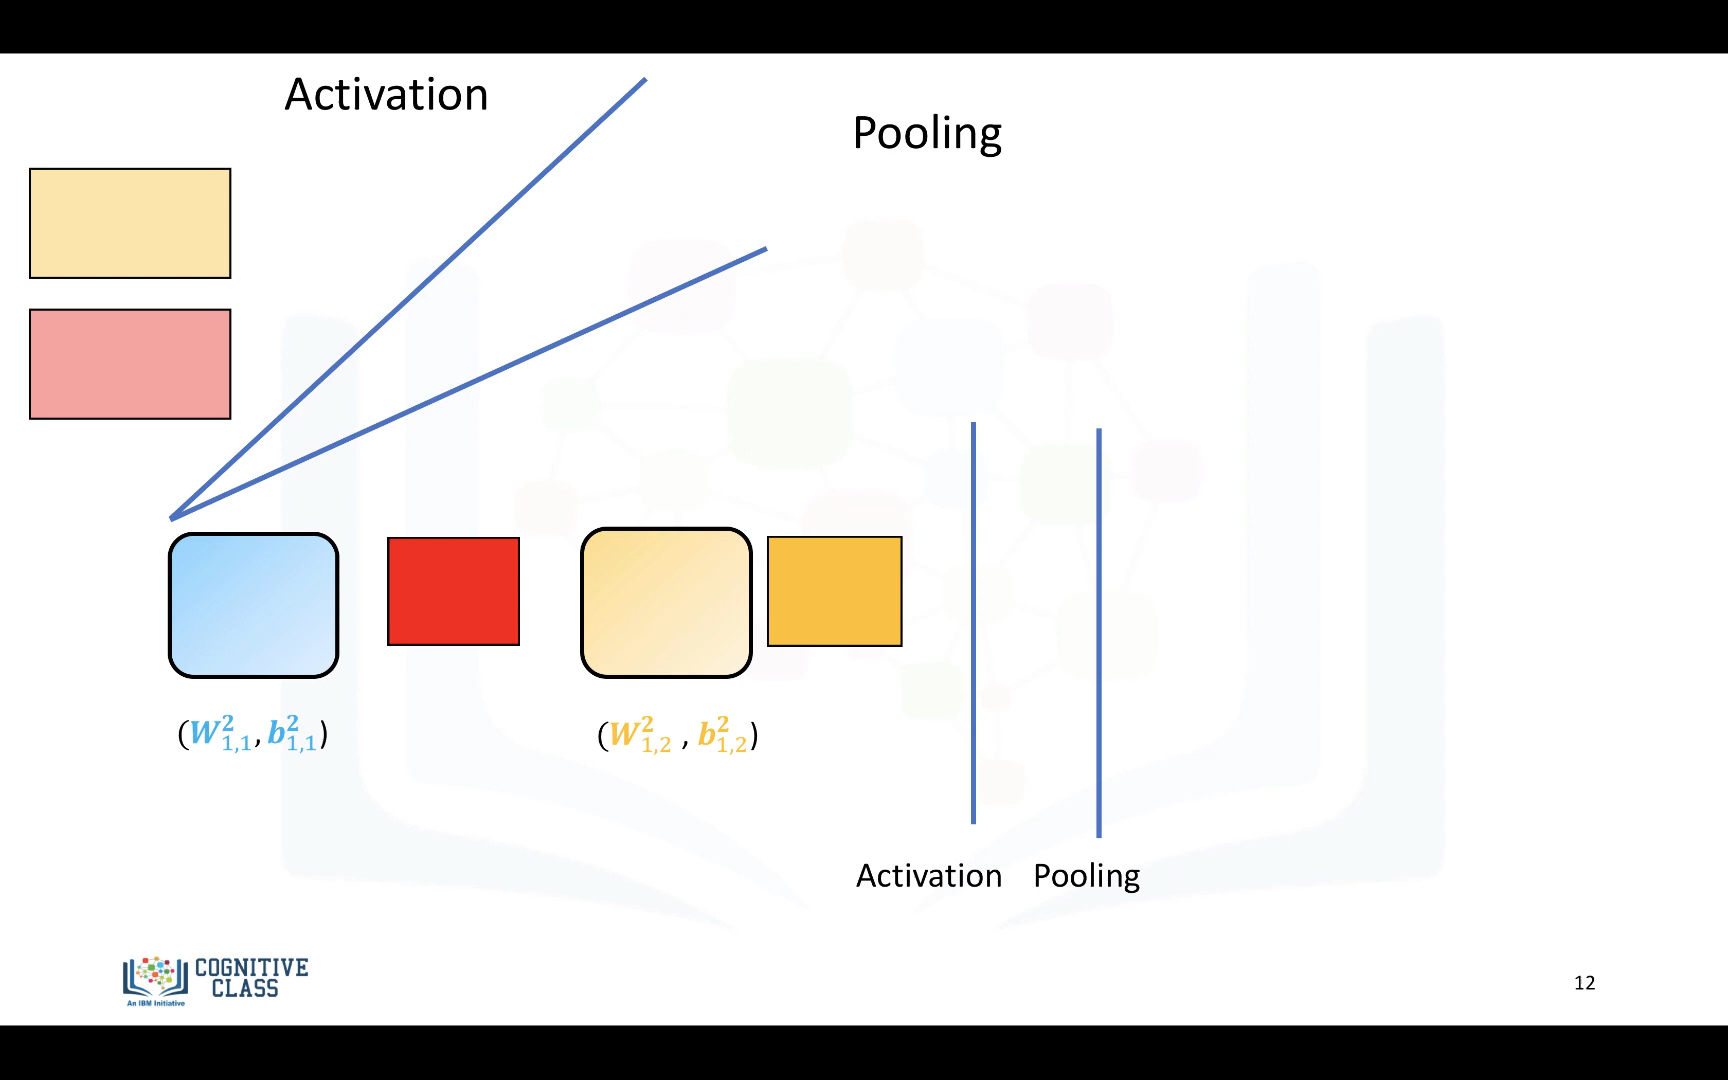 Activation
Pooling
(W²₁,₁, b²₁,₁)
(W²₁,₂ , b²₁,₂)
Activation Pooling
COGNITIVE
CLASS
An IBM Initiative
12